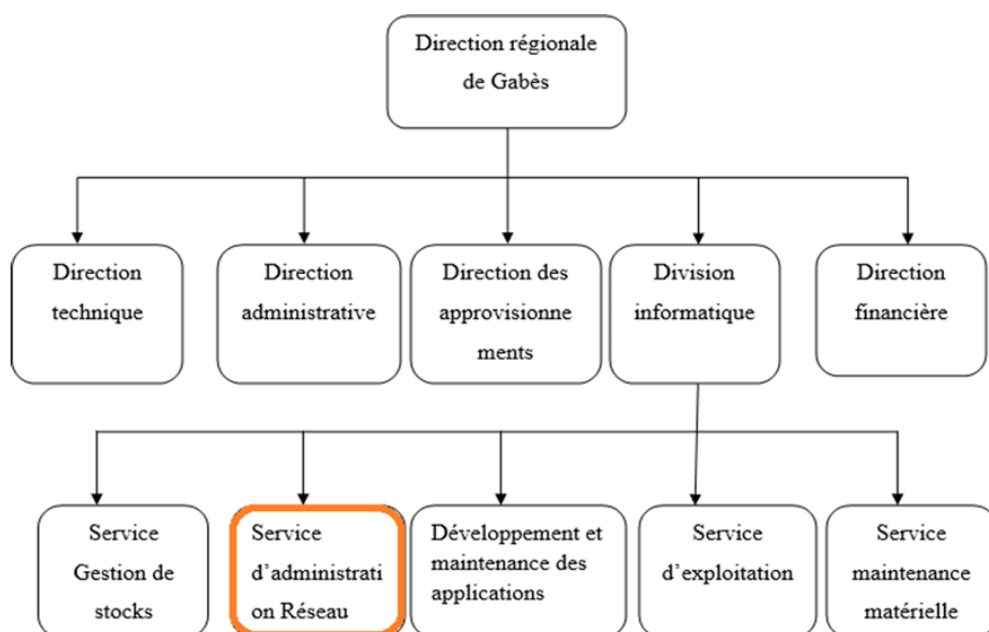 Direction régionale
de Gabès
Direction
technique
Direction
administrative
Direction des
approvisionne
ments
Division
informatique
Direction
financière
Service
Gestion de
stocks
Service
d’administrati
on Réseau
Développement et
maintenance des
applications
Service
d’exploitation
Service
maintenance
matérielle